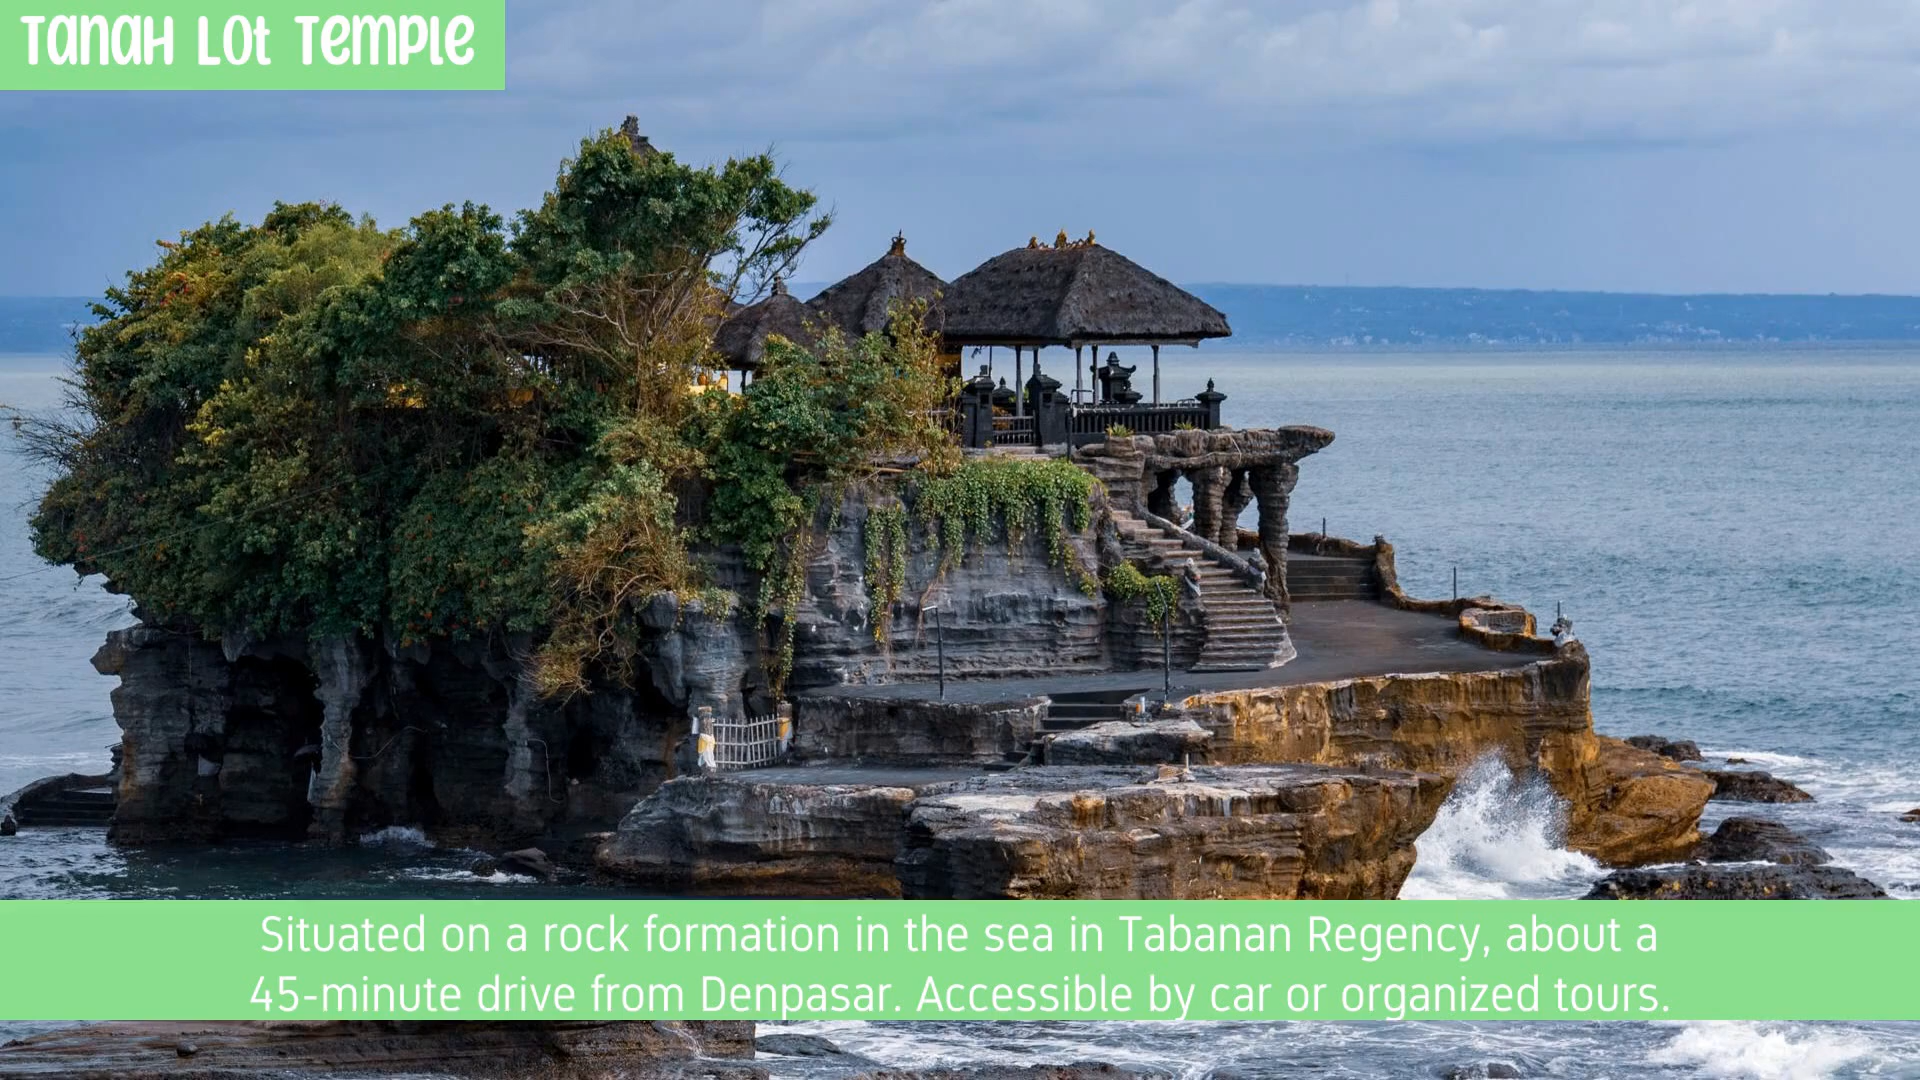 Tanah Lot Temple
Situated on a rock formation in the sea in Tabanan Regency, about a
45-minute drive from Denpasar. Accessible by car or organized tours.